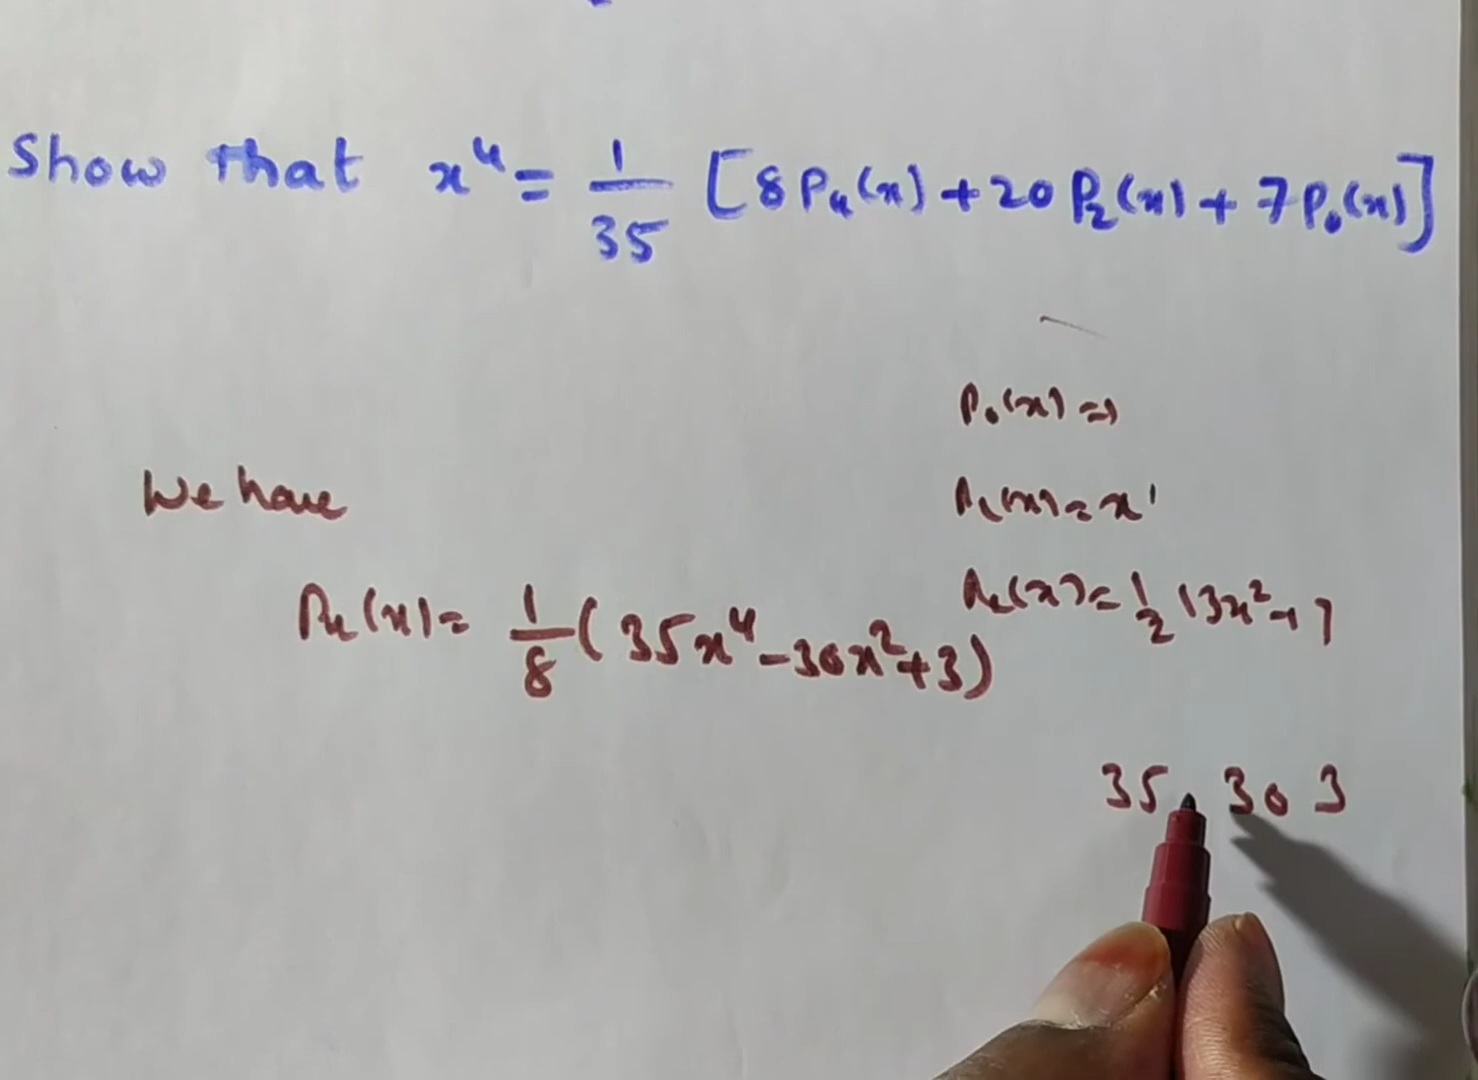 Show that x⁴ = 1/35 [8P₄(x) + 20P₂(x) + 7P₀(x)]
P₀(x) =1
We have
P₁(x) = x¹
P₂(x) = 1/2 (3x²-1)
P₄(x) = 1/8 (35x⁴ - 30x² + 3)
35 30 3